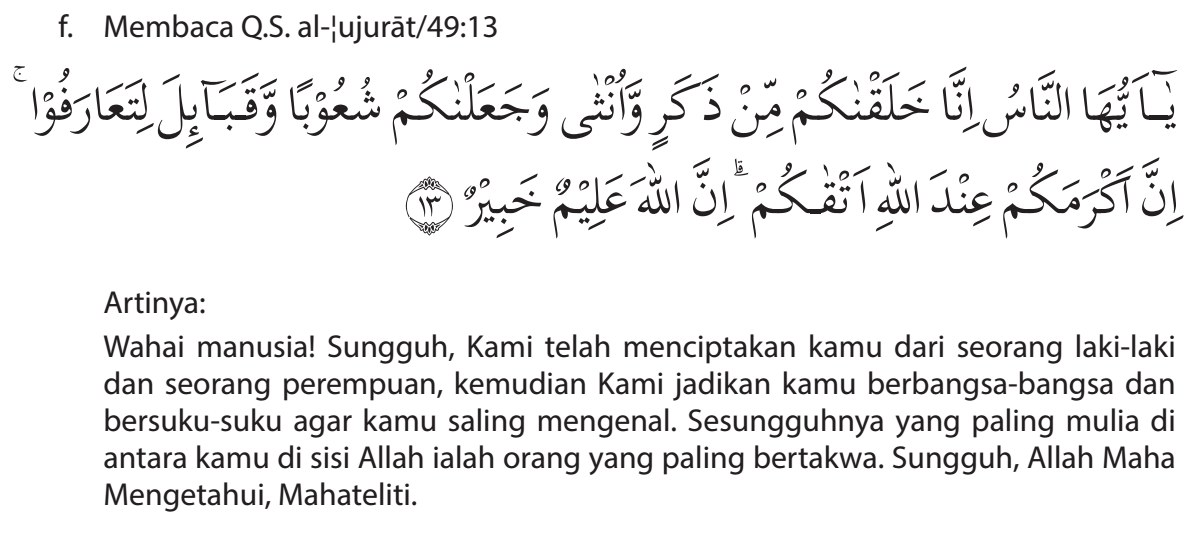 f. Membaca Q.S. al-¦ujurāt/49:13
يٰٓاَيُّهَا النَّاسُ اِنَّا خَلَقْنٰكُمْ مِّنْ ذَكَرٍ وَّاُنْثٰى وَجَعَلْنٰكُمْ شُعُوْبًا وَّقَبَاۤىِٕلَ لِتَعَارَفُوْا ۚ
اِنَّ اَكْرَمَكُمْ عِنْدَ اللّٰهِ اَتْقٰىكُمْ ۗ اِنَّ اللّٰهَ عَلِيْمٌ خَبِيْرٌ ١٣
Artinya:
Wahai manusia! Sungguh, Kami telah menciptakan kamu dari seorang laki-laki
dan seorang perempuan, kemudian Kami jadikan kamu berbangsa-bangsa dan
bersuku-suku agar kamu saling mengenal. Sesungguhnya yang paling mulia di
antara kamu di sisi Allah ialah orang yang paling bertakwa. Sungguh, Allah Maha
Mengetahui, Mahateliti.